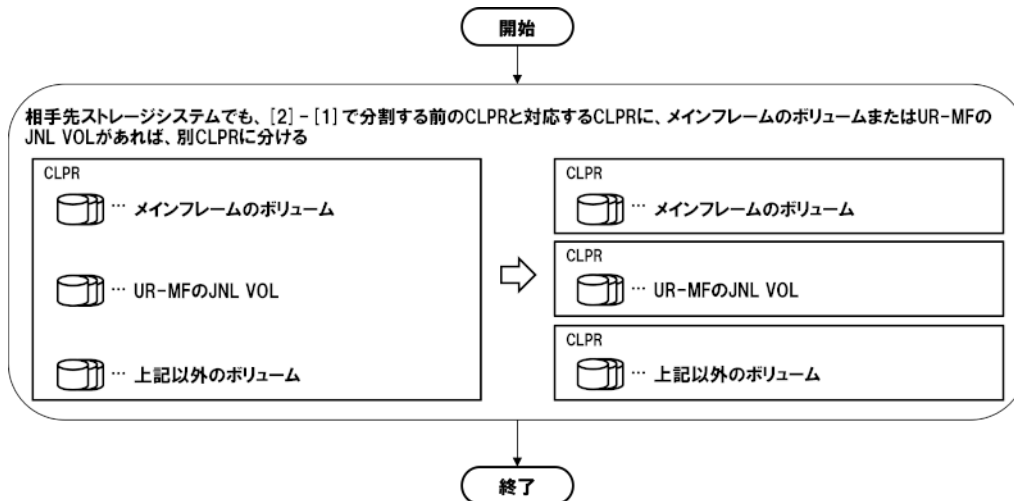 開始
相手先ストレージシステムでも、[2]-[1]で分割する前のCLPRと対応するCLPRに、メインフレームのボリュームまたはUR-MFの
JNL VOLがあれば、別CLPRに分ける
CLPR
… メインフレームのボリューム
… UR-MFのJNL VOL
… 上記以外のボリューム
CLPR
… メインフレームのボリューム
CLPR
… UR-MFのJNL VOL
CLPR
… 上記以外のボリューム
終了